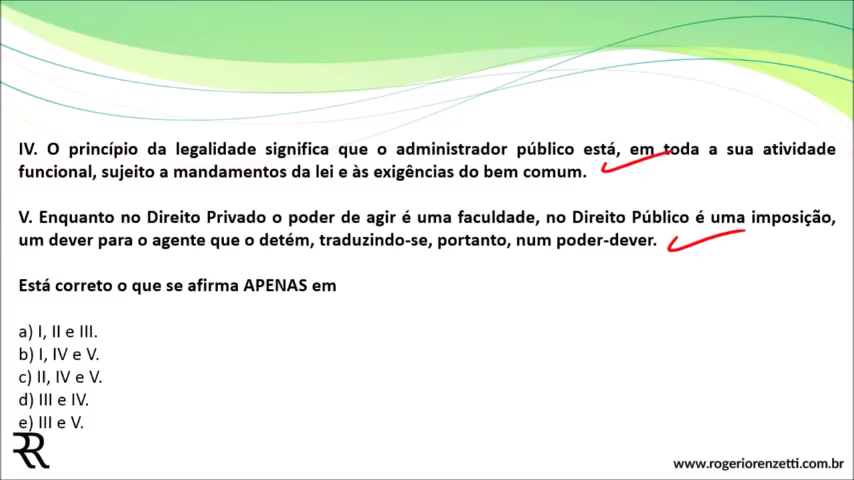 IV. O princípio da legalidade significa que o administrador público está, em toda a sua atividade
funcional, sujeito a mandamentos da lei e às exigências do bem comum.
V. Enquanto no Direito Privado o poder de agir é uma faculdade, no Direito Público é uma imposição,
um dever para o agente que o detém, traduzindo-se, portanto, num poder-dever.
Está correto o que se afirma APENAS em
a) I, II e III.
b) I, IV e V.
c) II, IV e V.
d) III e IV.
e) III e V.
RR
www.rogeriorenzetti.com.br